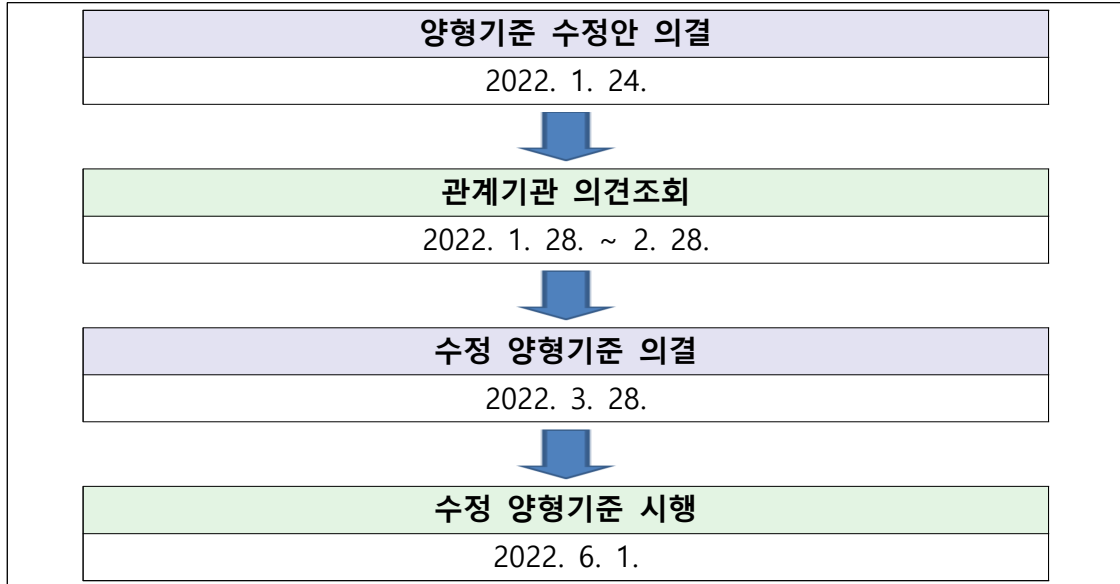 양형기준 수정안 의결
2022. 1. 24.
관계기관 의견조회
2022. 1. 28. ~ 2. 28.
수정 양형기준 의결
2022. 3. 28.
수정 양형기준 시행
2022. 6. 1.